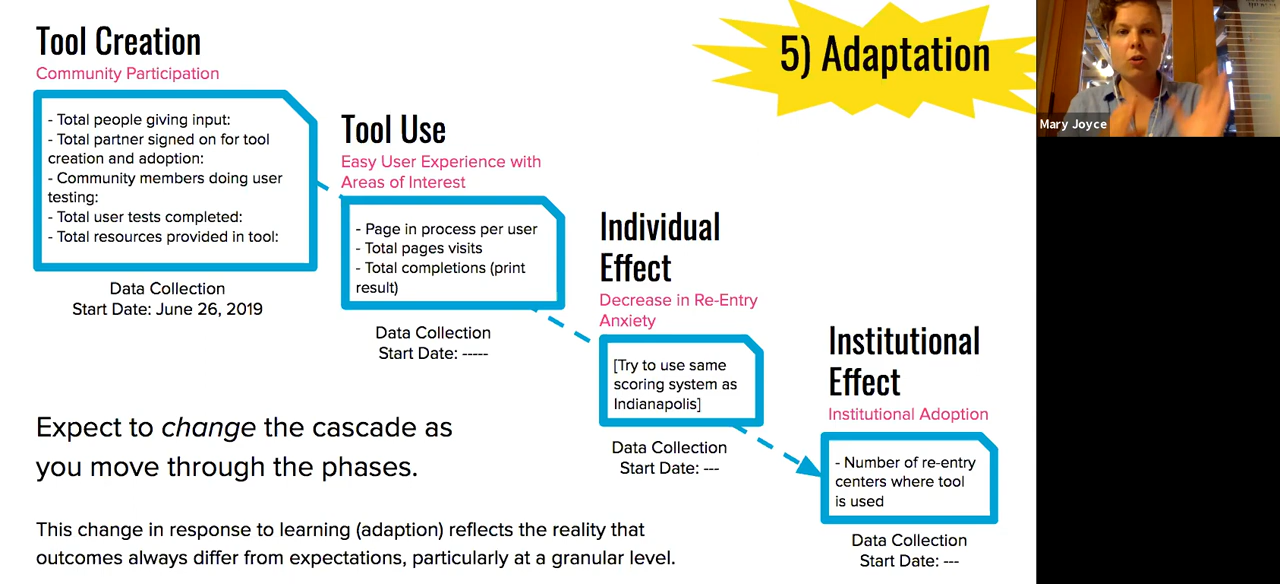 Tool Creation
Community Participation
- Total people giving input:
- Total partner signed on for tool
creation and adoption:
- Community members doing user
testing:
- Total user tests completed:
- Total resources provided in tool:
Data Collection
Start Date: June 26, 2019
Tool Use
Easy User Experience with
Areas of Interest
- Page in process per user
- Total pages visits
- Total completions (print
result)
Data Collection
Start Date: -----
Individual
Effect
Decrease in Re-Entry
Anxiety
[Try to use same
scoring system as
Indianapolis]
Data Collection
Start Date: ---
Institutional
Effect
Institutional Adoption
- Number of re-entry
centers where tool
is used
Data Collection
Start Date: ---
5) Adaptation
Mary Joyce
Expect to change the cascade as
you move through the phases.
This change in response to learning (adaption) reflects the reality that
outcomes always differ from expectations, particularly at a granular level.